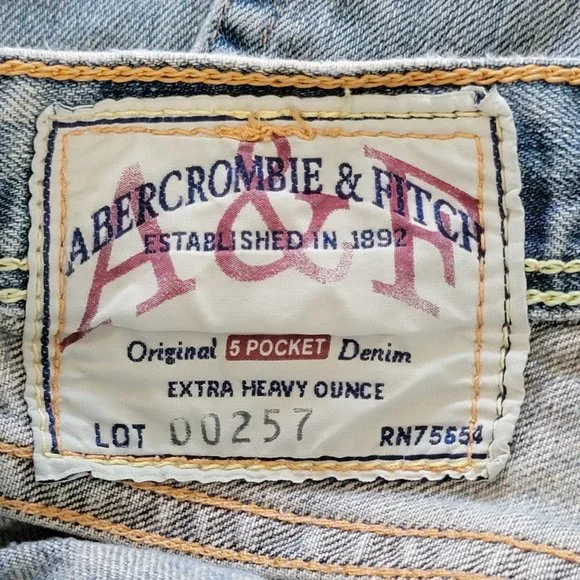 A&F
ABERCROMBIE & FITCH
ESTABLISHED IN 1892
Original 5 POCKET Denim
EXTRA HEAVY OUNCE
LOT 00257 RN75654